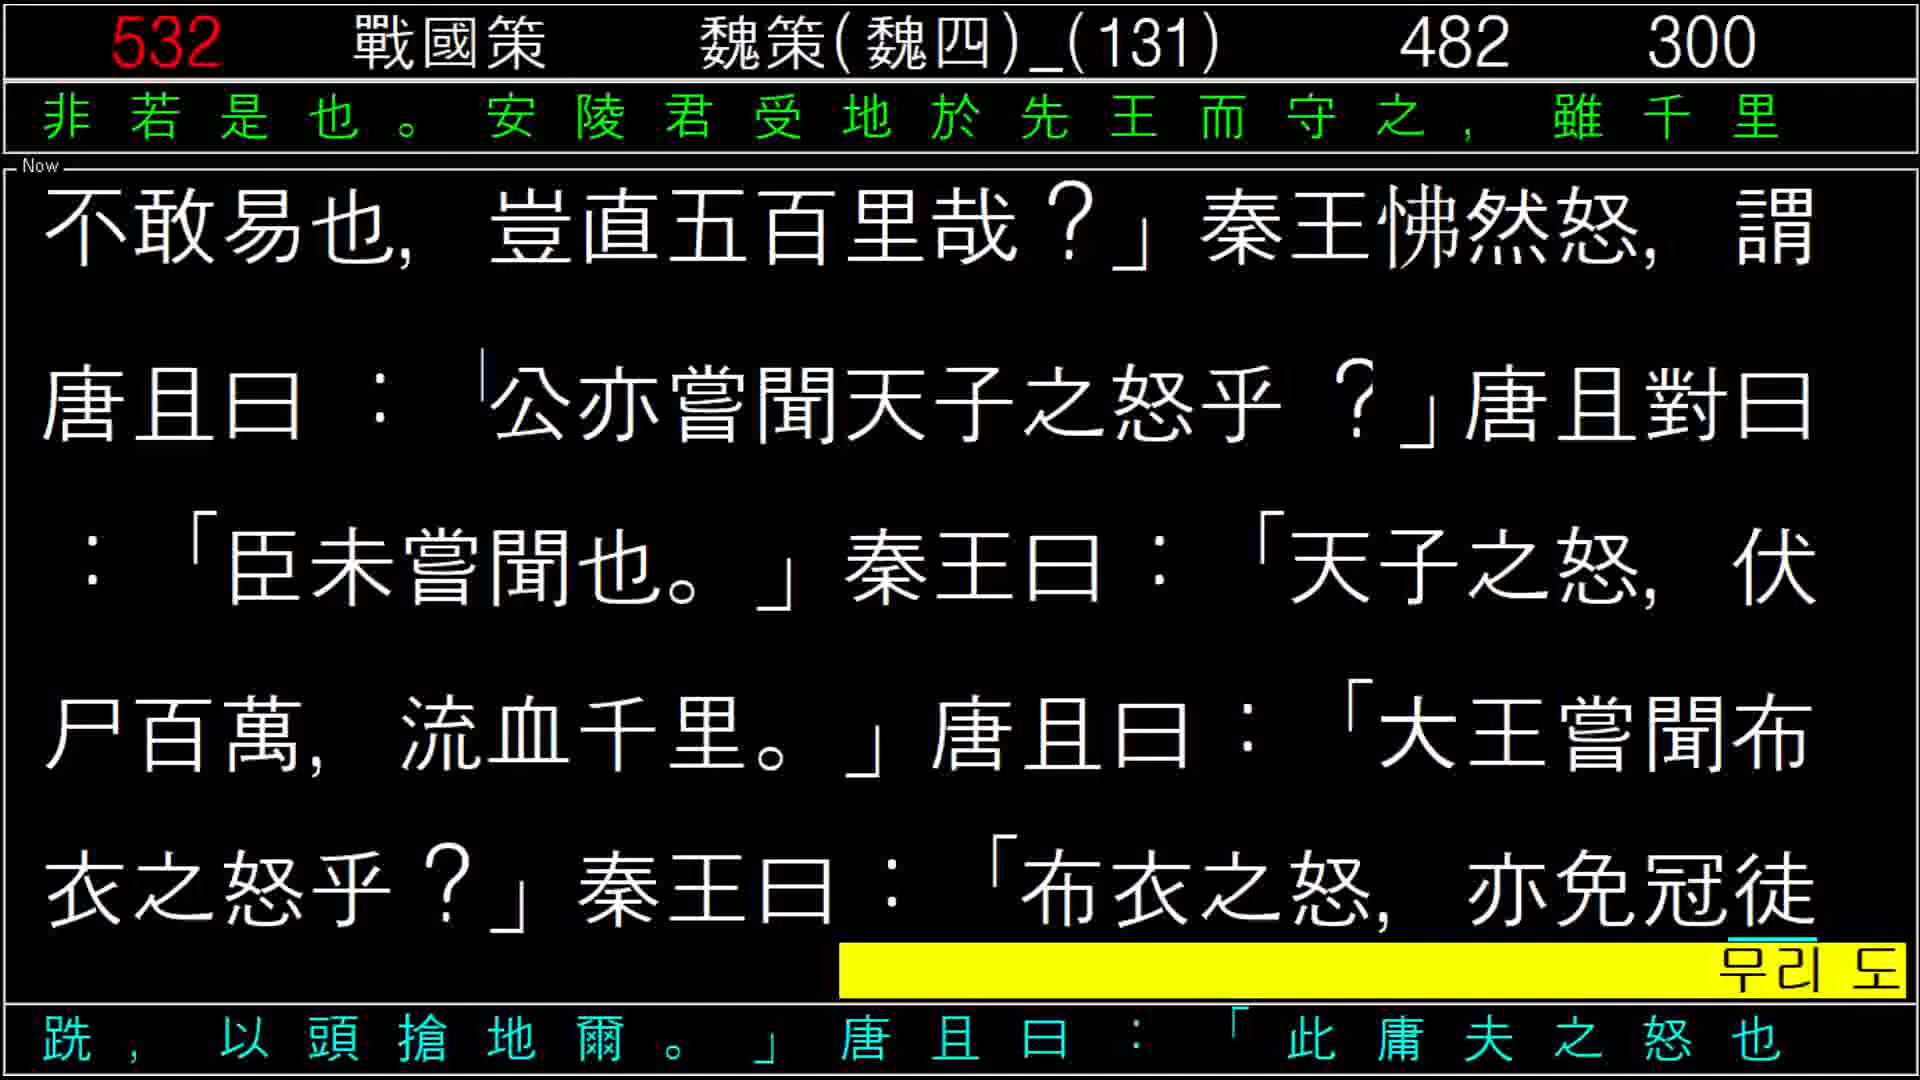 532 戰國策 魏策(魏四)_(131) 482 300
非若是也。安陵君受地於先王而守之,雖千里
Now
不敢易也,豈直五百里哉?」秦王怫然怒,謂
唐且曰:「公亦嘗聞天子之怒乎?」唐且對曰
:「臣未嘗聞也。」秦王曰:「天子之怒,伏
尸百萬,流血千里。」唐且曰:「大王嘗聞布
衣之怒乎?」秦王曰:「布衣之怒,亦免冠徒
무리 도
跣,以頭搶地爾。」唐且曰:「此庸夫之怒也